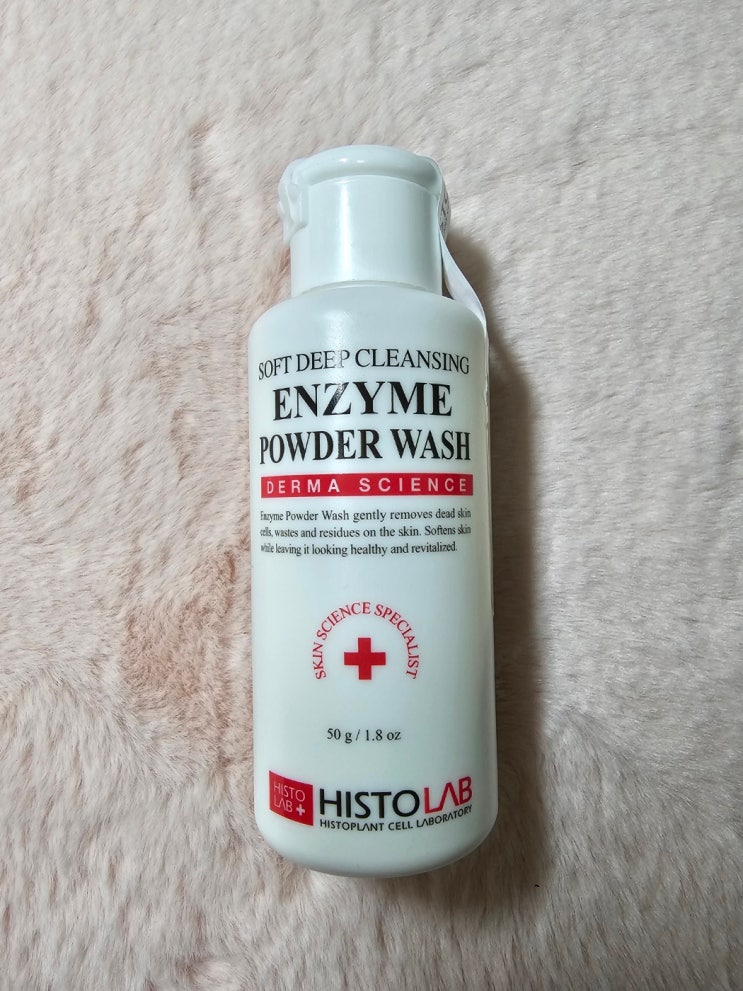 SOFT DEEP CLEANSING
ENZYME
POWDER WASH
DERMA SCIENCE
Enzyme Powder Wash gently removes dead skin
cells, wastes and residues on the skin. Softens skin
while leaving it looking healthy and revitalized.
SKIN SCIENCE SPECIALIST
50 g / 1.8 oz
HISTO
LAB+
HISTOLAB
HISTOPLANT CELL LABORATORY